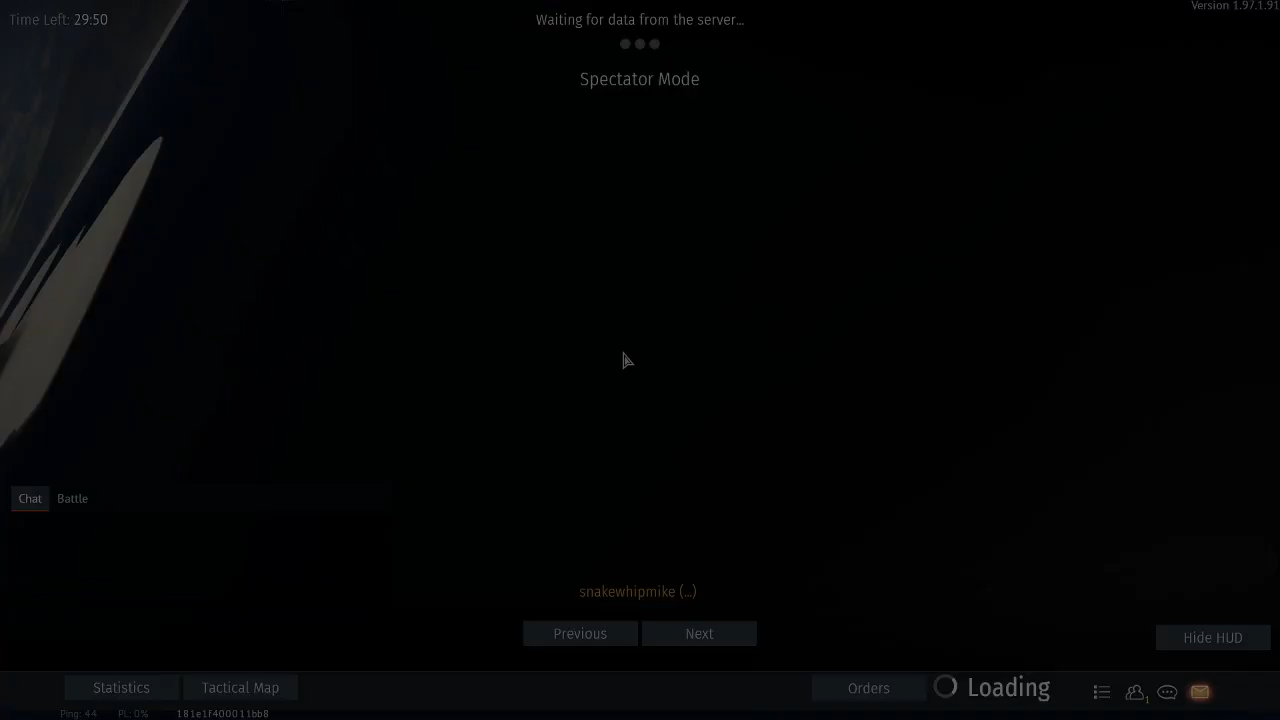 Time Left: 29:50
Waiting for data from the server...
Version 1.97.1.91
Spectator Mode
Chat Battle
snakewhipmike (...)
Previous Next
Hide HUD
Statistics Tactical Map Orders Loading 1
Ping: 44 PL: 0% 181e1f400011bb8